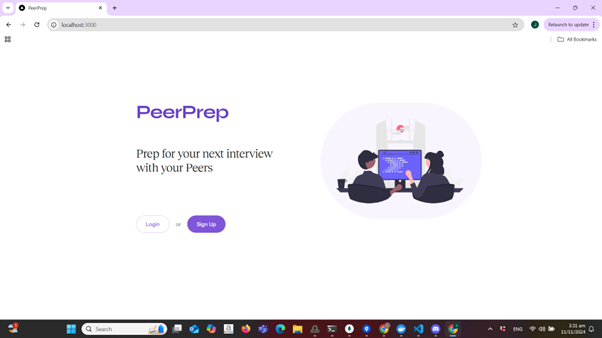 PeerPrep
localhost:3000
J
Relaunch to update
All Bookmarks
PeerPrep
Prep for your next interview
with your Peers
Login
or
Sign Up
Search
ENG
3:31 am
11/11/2024